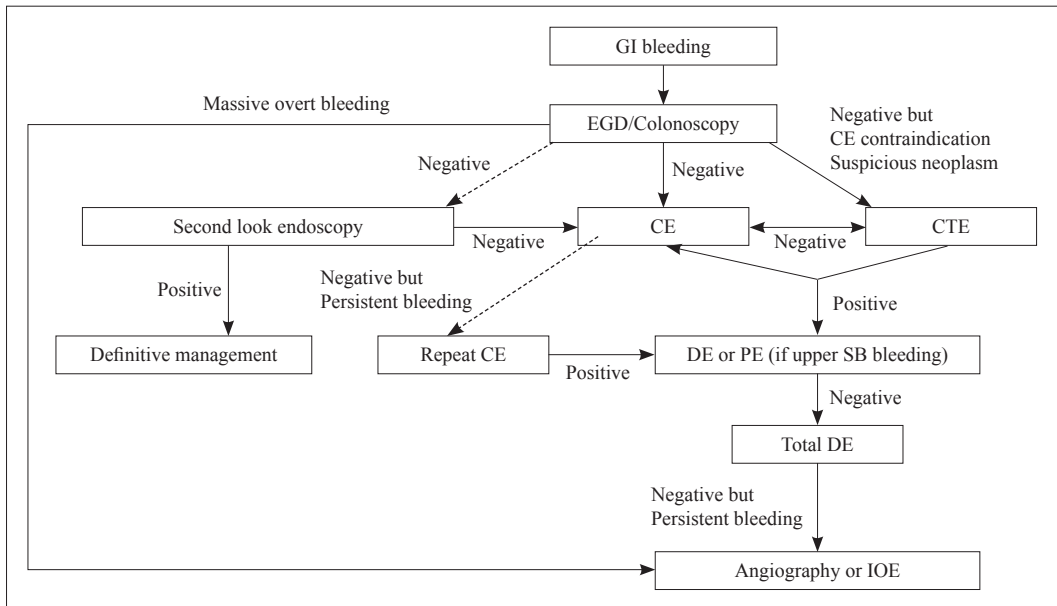 GI bleeding
Massive overt bleeding
EGD/Colonoscopy
Negative but
CE contraindication
Suspicious neoplasm
Negative
Negative
Second look endoscopy
Negative
CE
Negative
CTE
Positive
Negative but
Persistent bleeding
Positive
Definitive management
Repeat CE
Positive
DE or PE (if upper SB bleeding)
Negative
Total DE
Negative but
Persistent bleeding
Angiography or IOE